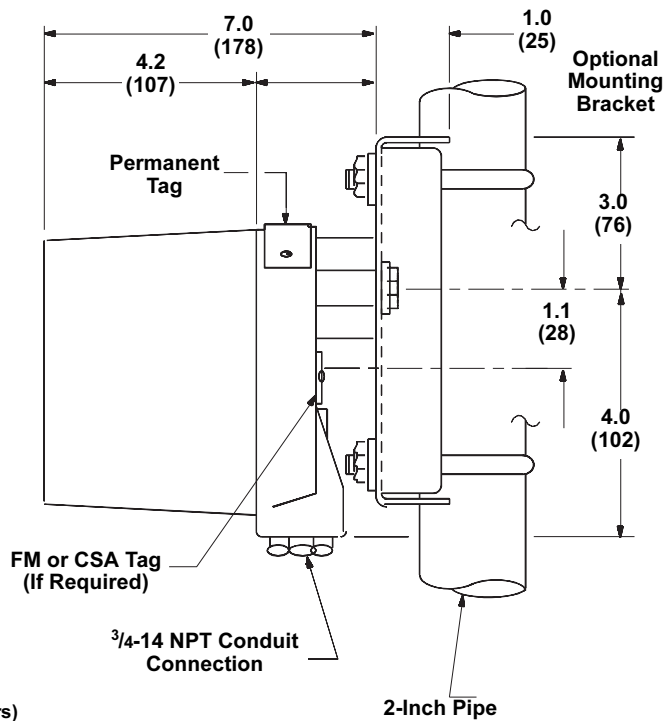 7.0
(178)
1.0
(25)
4.2
(107)
Optional
Mounting
Bracket
Permanent
Tag
3.0
(76)
1.1
(28)
4.0
(102)
FM or CSA Tag
(If Required)
3/4-14 NPT Conduit
Connection
2-Inch Pipe
rs)